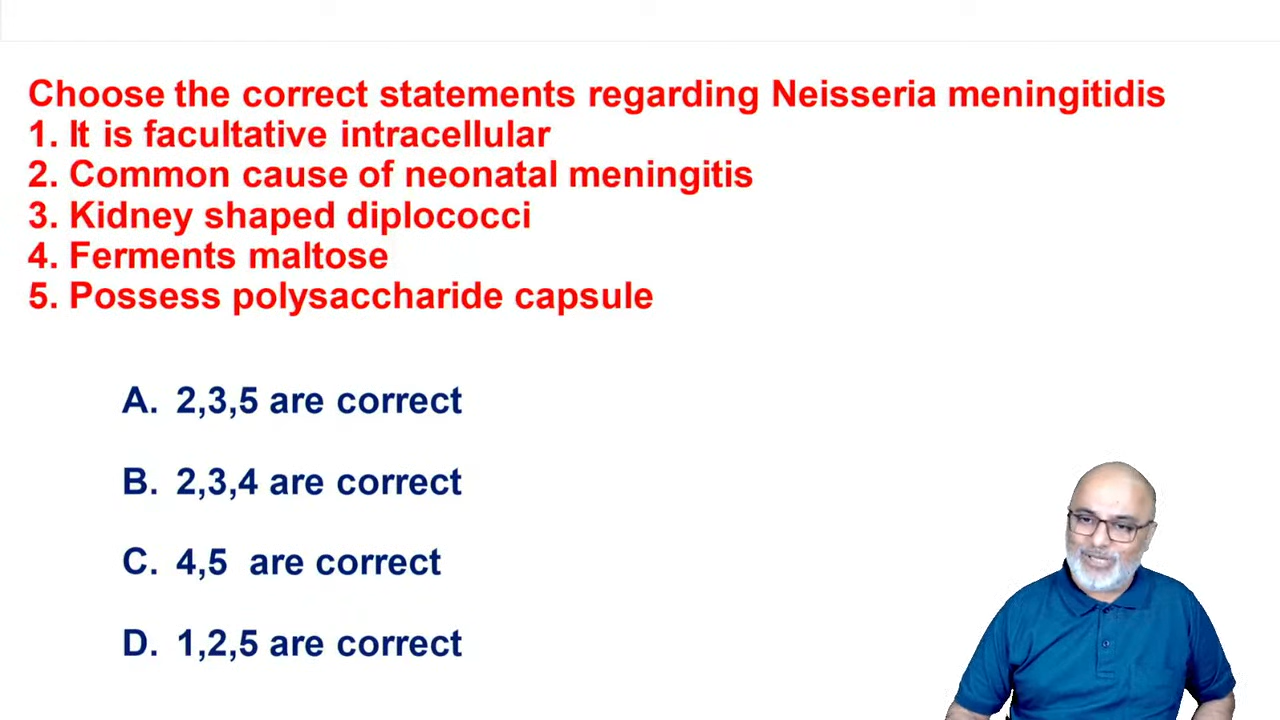 Choose the correct statements regarding Neisseria meningitidis
1. It is facultative intracellular
2. Common cause of neonatal meningitis
3. Kidney shaped diplococci
4. Ferments maltose
5. Possess polysaccharide capsule
A. 2,3,5 are correct
B. 2,3,4 are correct
C. 4,5 are correct
D. 1,2,5 are correct